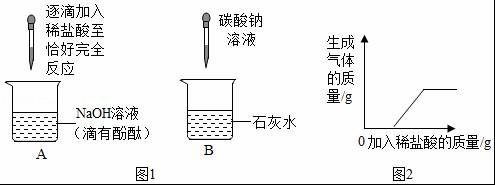 逐滴加入
稀盐酸至
恰好完全
反应
NaOH溶液
（滴有酚酞）
A
碳酸钠
溶液
石灰水
B
图1
生成
气体的
质
量/g
0加入稀盐酸的质量/g
图2